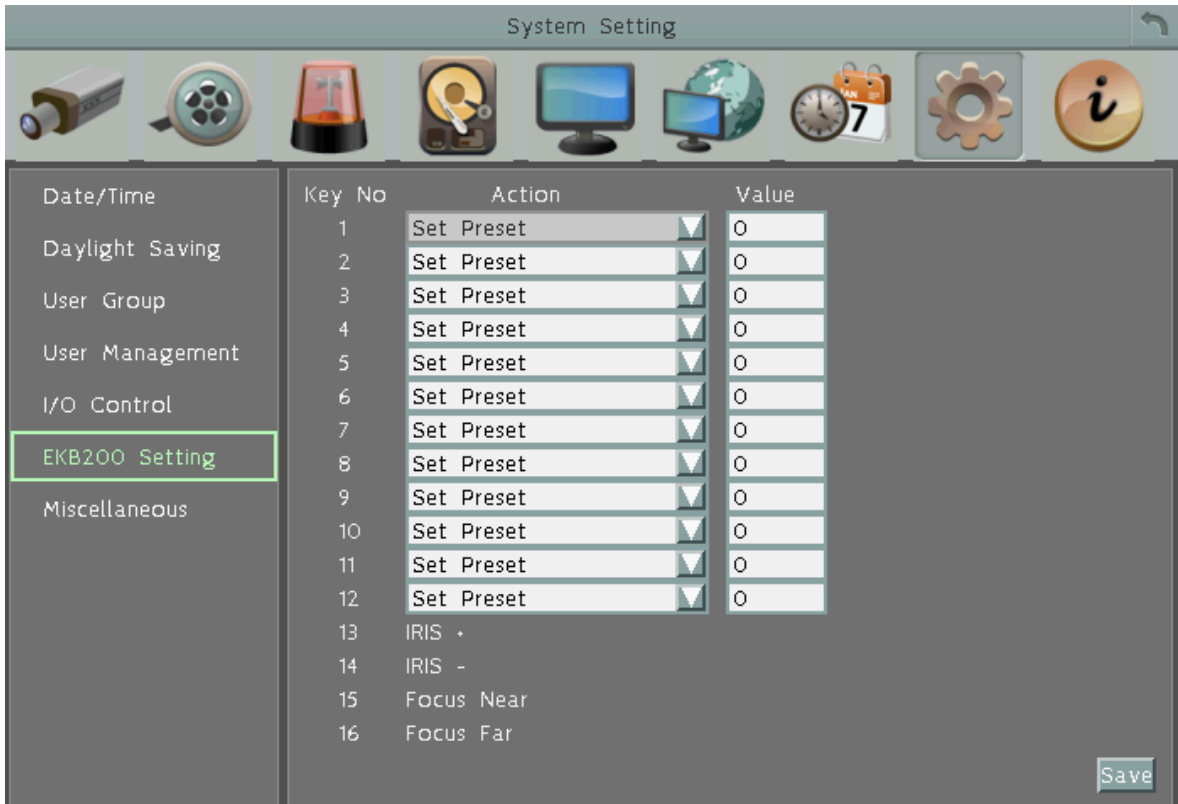 System Setting
JAN
7
Date/Time
Daylight Saving
User Group
User Management
I/O Control
EKB200 Setting
Miscellaneous
Key No Action Value
1 Set Preset 0
2 Set Preset 0
3 Set Preset 0
4 Set Preset 0
5 Set Preset 0
6 Set Preset 0
7 Set Preset 0
8 Set Preset 0
9 Set Preset 0
10 Set Preset 0
11 Set Preset 0
12 Set Preset 0
13 IRIS +
14 IRIS -
15 Focus Near
16 Focus Far
Save